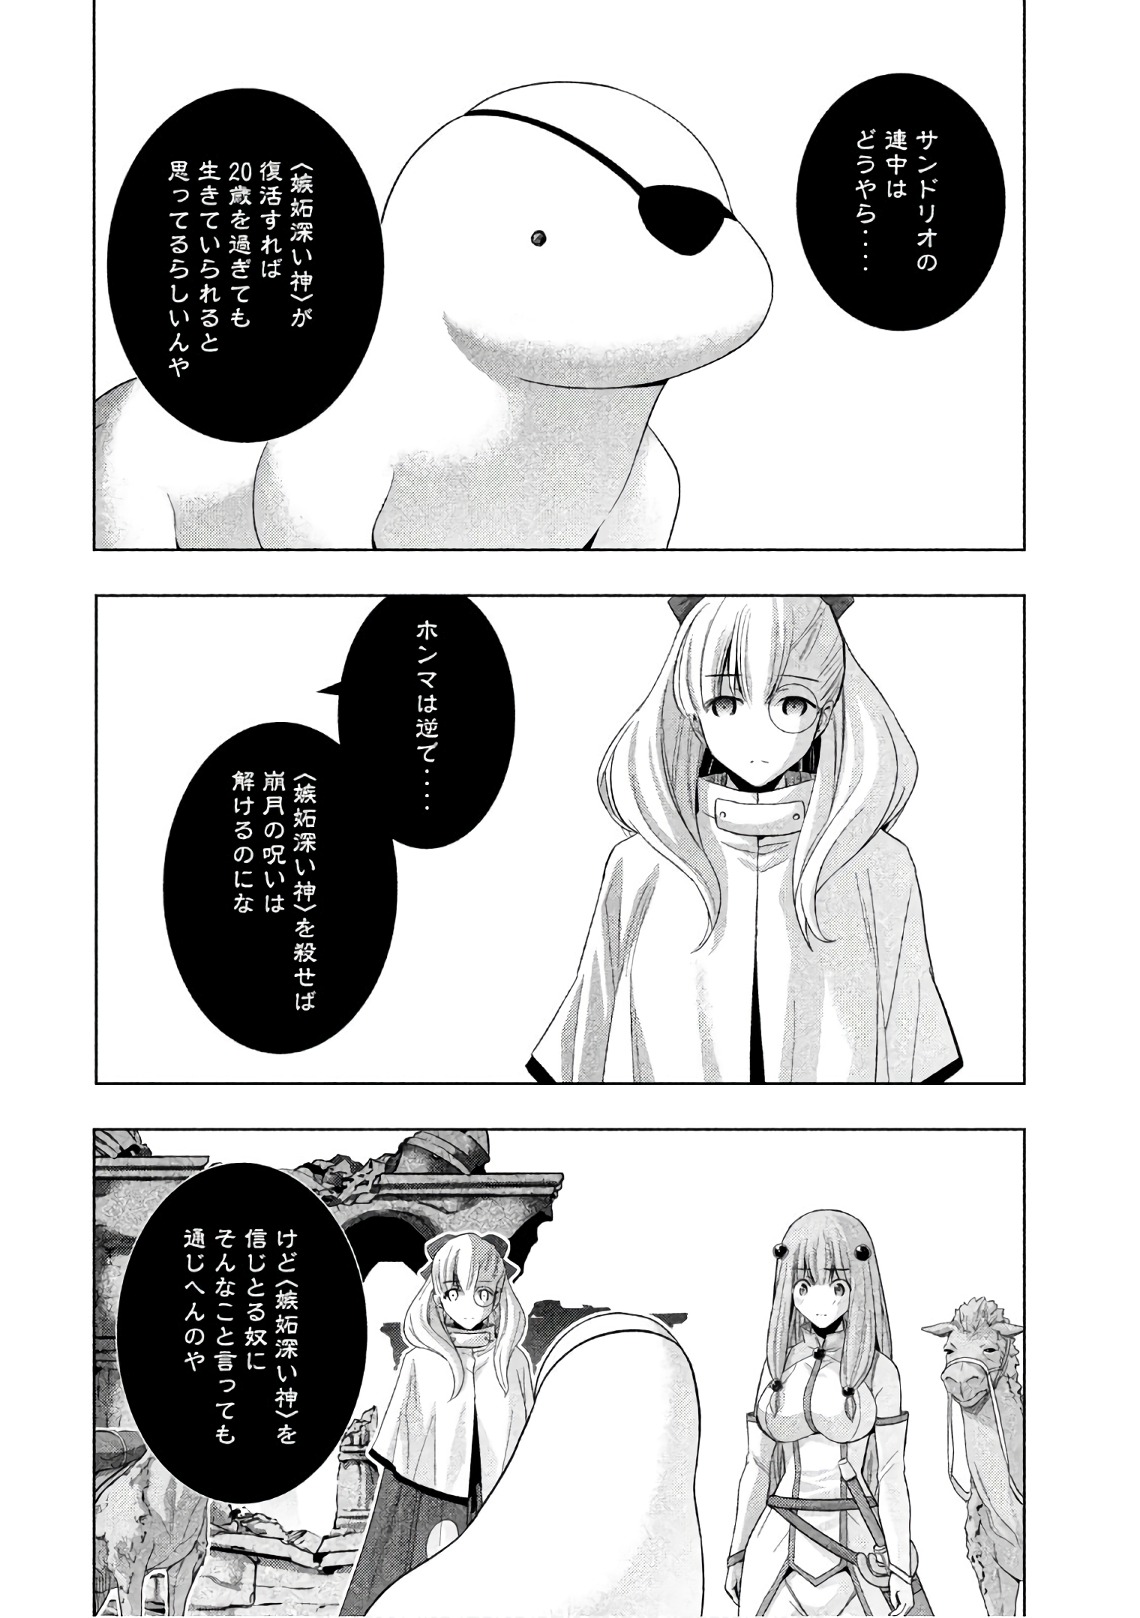 サンドリオの
連中は
どうやら‥‥
〈嫉妬深い神〉が
復活すれば
20歳を過ぎても
生きていられると
思ってるらしいんや
ホンマは逆で‥‥
〈嫉妬深い神〉を殺せば
崩月の呪いは
解けるのにな
けど〈嫉妬深い神〉を
信じとる奴に
そんなこと言っても
通じへんのや